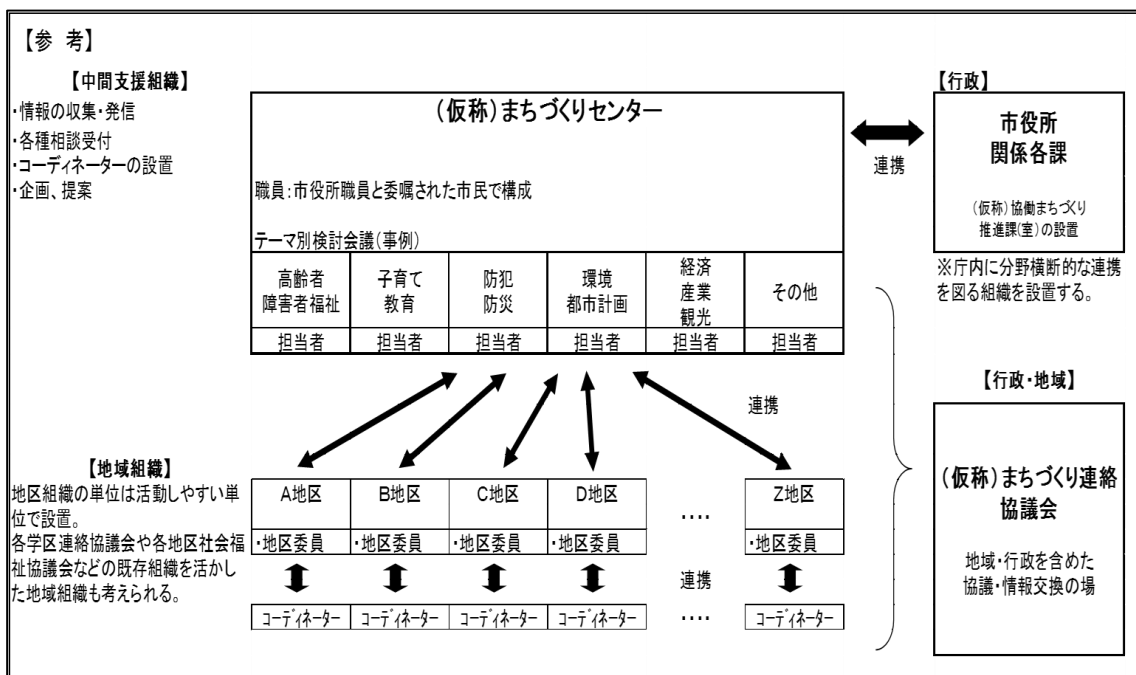 【参 考】
【中間支援組織】
・情報の収集・発信
・各種相談受付
・コーディネーターの設置
・企画、提案
(仮称)まちづくりセンター
職員:市役所職員と委嘱された市民で構成
テーマ別検討会議(事例)
高齢者
障害者福祉
子育て
教育
防犯
防災
環境
都市計画
経済
産業
観光
その他
担当者
担当者
担当者
担当者
担当者
担当者
連携
【行政】
市役所
関係各課
(仮称)協働まちづくり
推進課(室)の設置
※庁内に分野横断的な連携
を図る組織を設置する。
連携
【地域組織】
地区組織の単位は活動しやすい単
位で設置。
各学区連絡協議会や各地区社会福
祉協議会などの既存組織を活かし
た地域組織も考えられる。
A地区
B地区
C地区
D地区
‥‥
Z地区
・地区委員
・地区委員
・地区委員
・地区委員
・地区委員
連携
コーディネーター
コーディネーター
コーディネーター
コーディネーター
‥‥
コーディネーター
【行政・地域】
(仮称)まちづくり連絡
協議会
地域・行政を含めた
協議・情報交換の場